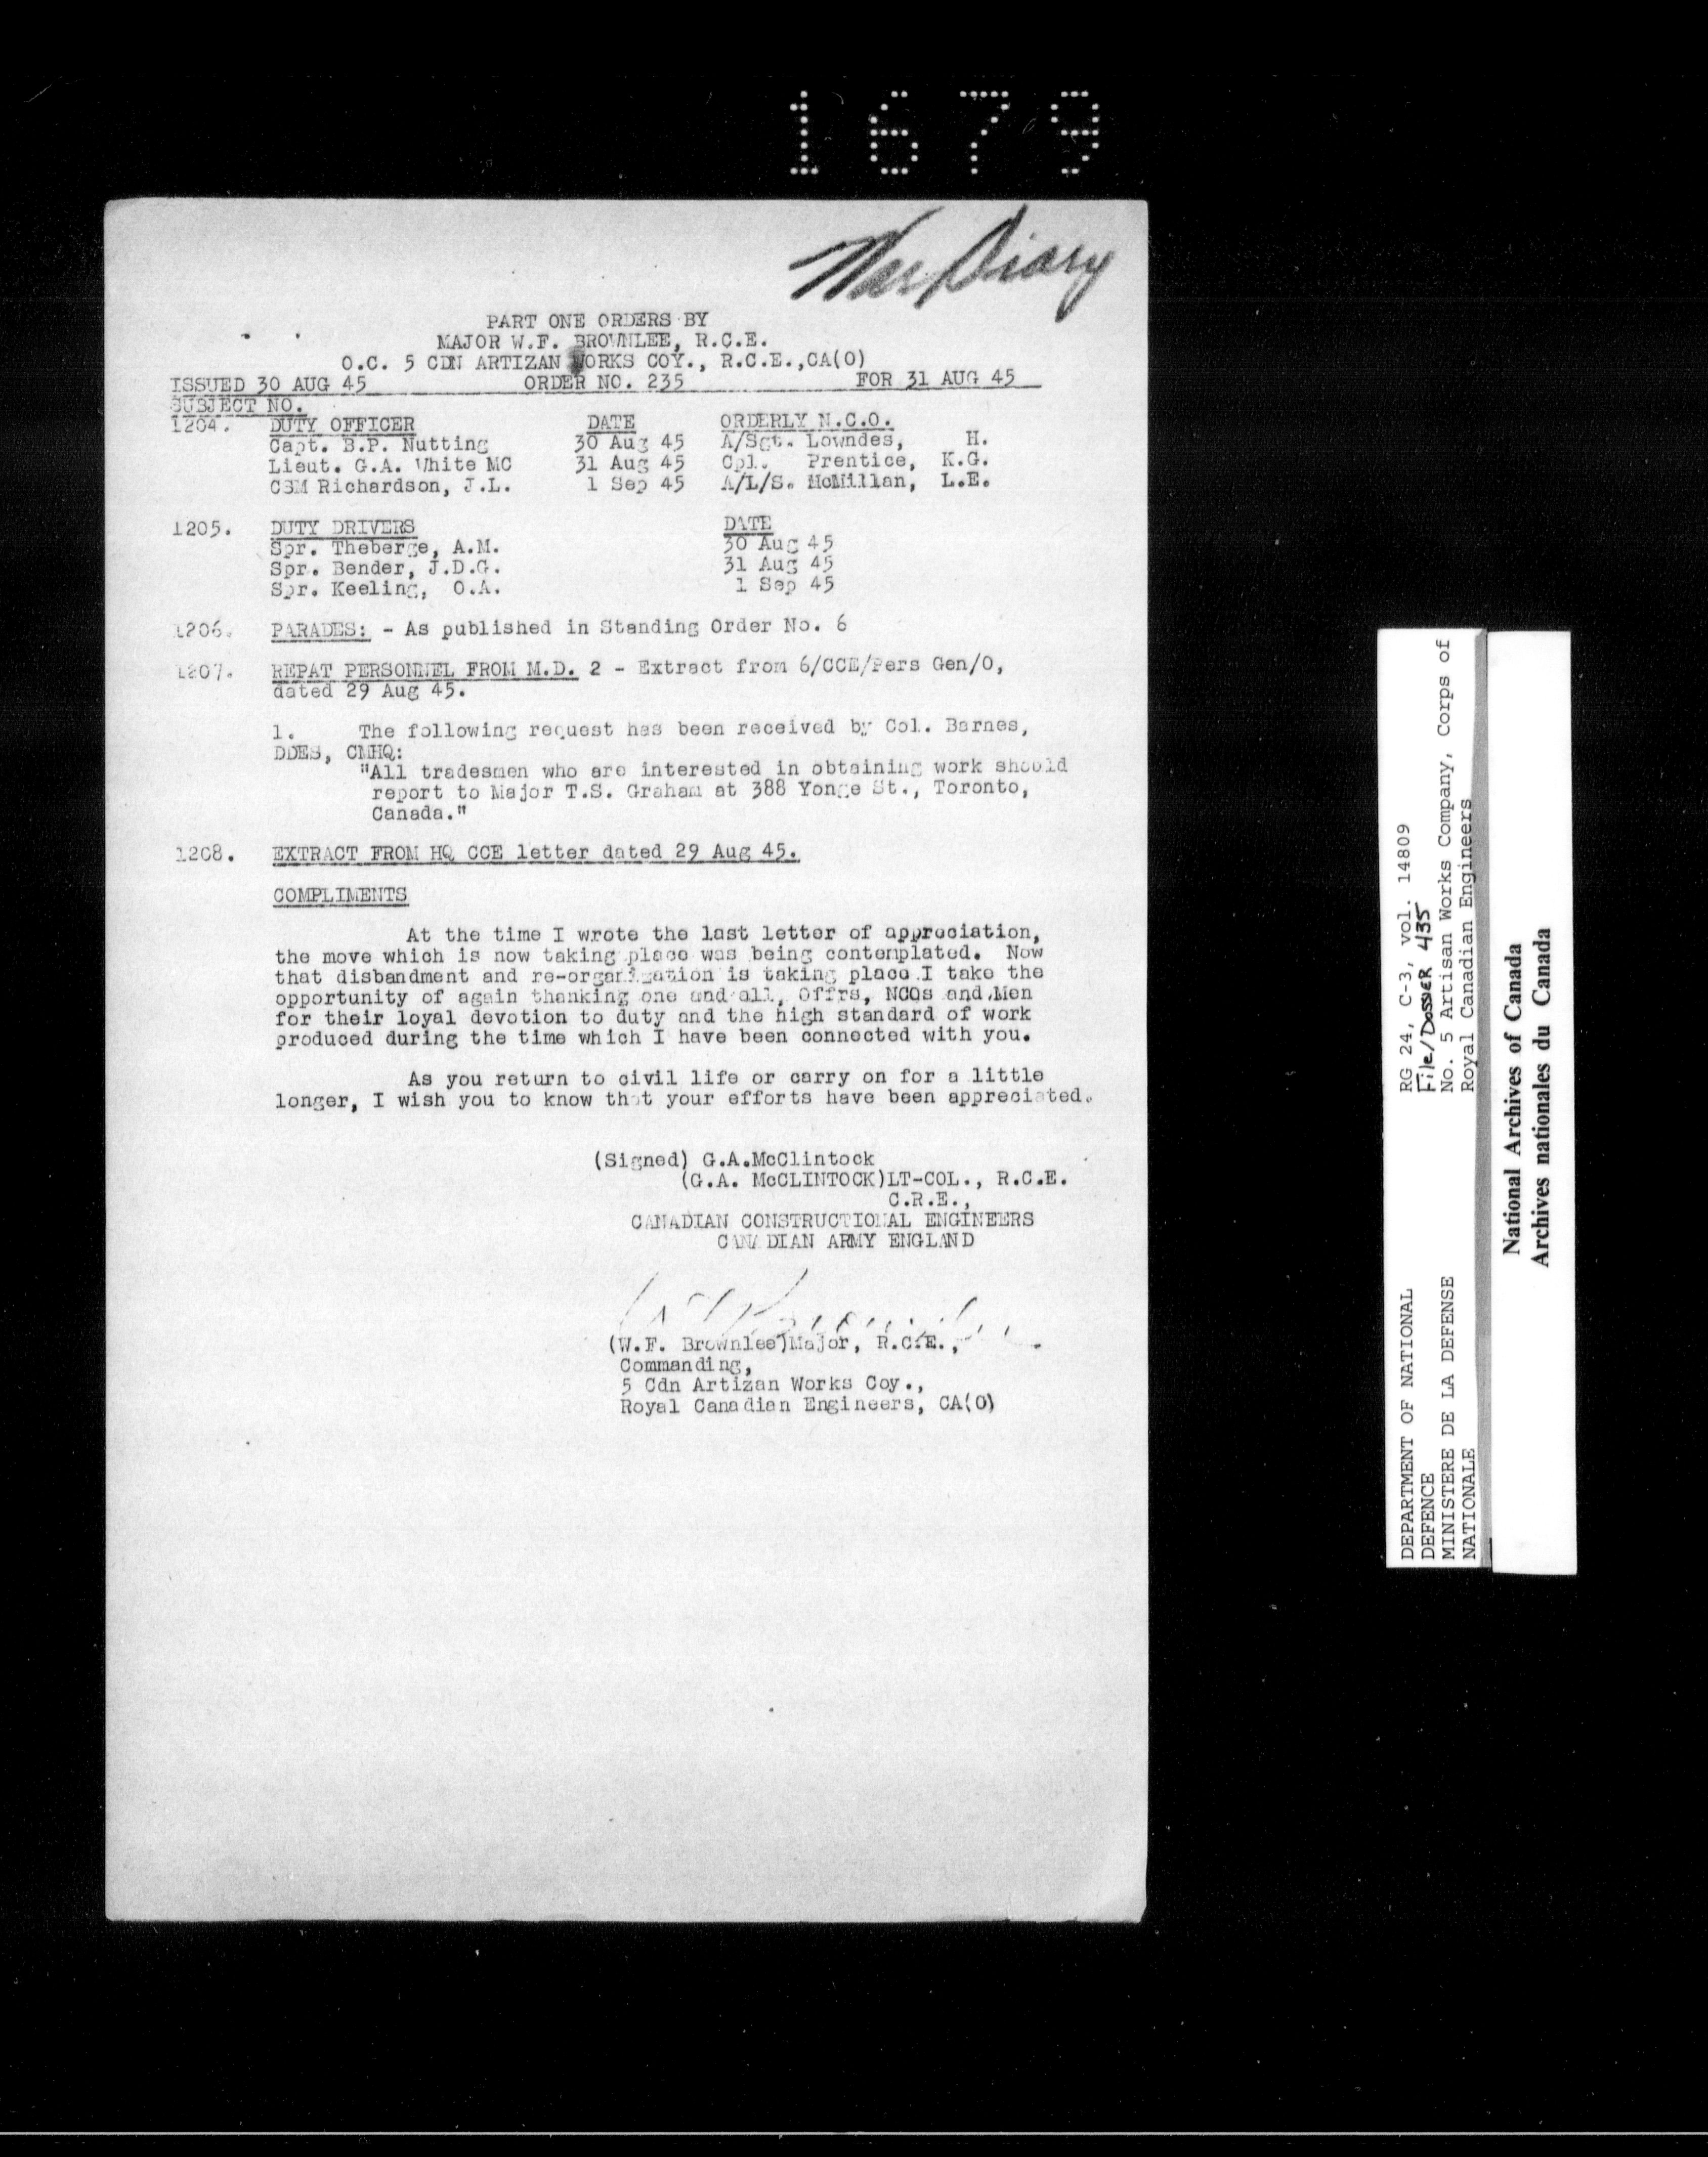 1679
War Diary
PART ONE ORDERS BY
MAJOR W.F. BROWNLEE, R.C.E.
O.C. 5 CDN ARTIZAN WORKS COY., R.C.E.,CA(O)
ISSUED 30 AUG 45 ORDER NO. 235 FOR 31 AUG 45
SUBJECT NO.
1204. DUTY OFFICER DATE ORDERLY N.C.O.
Capt. B.P. Nutting 30 Aug 45 A/Sgt. Lowndes, H.
Lieut. G.A. White MC 31 Aug 45 Cpl. Prentice, K.G.
CSM Richardson, J.L. 1 Sep 45 A/L/S. McMillan, L.E.
1205. DUTY DRIVERS DATE
Spr. Theberge, A.M. 30 Aug 45
Spr. Bender, J.D.G. 31 Aug 45
Spr. Keeling, O.A. 1 Sep 45
1206. PARADES: - As published in Standing Order No. 6
1207. REPAT PERSONNEL FROM M.D. 2 - Extract from 6/CCE/Pers Gen/O,
dated 29 Aug 45.
1. The following request has been received by Col. Barnes,
DDES, CMHQ:
"All tradesmen who are interested in obtaining work should
report to Major T.S. Graham at 388 Yonge St., Toronto,
Canada."
1208. EXTRACT FROM HQ CCE letter dated 29 Aug 45.
COMPLIMENTS
At the time I wrote the last letter of appreciation,
the move which is now taking place was being contemplated. Now
that disbandment and re-organization is taking place I take the
opportunity of again thanking one and all, Offrs, NCOs and Men
for their loyal devotion to duty and the high standard of work
produced during the time which I have been connected with you.
As you return to civil life or carry on for a little
longer, I wish you to know that your efforts have been appreciated.
(Signed) G.A.McClintock
(G.A. McCLINTOCK)LT-COL., R.C.E.
C.R.E.,
CANADIAN CONSTRUCTIONAL ENGINEERS
CANADIAN ARMY ENGLAND
W F Brownlee
(W.F. Brownlee)Major, R.C.E.,
Commanding,
5 Cdn Artizan Works Coy.,
Royal Canadian Engineers, CA(O)
DEPARTMENT OF NATIONAL
DEFENCE
MINISTERE DE LA DEFENSE
NATIONALE
RG 24, C-3, vol. 14809
File/DOSSIER 435
No. 5 Artisan Works Company, Corps of
Royal Canadian Engineers
National Archives of Canada
Archives nationales du Canada